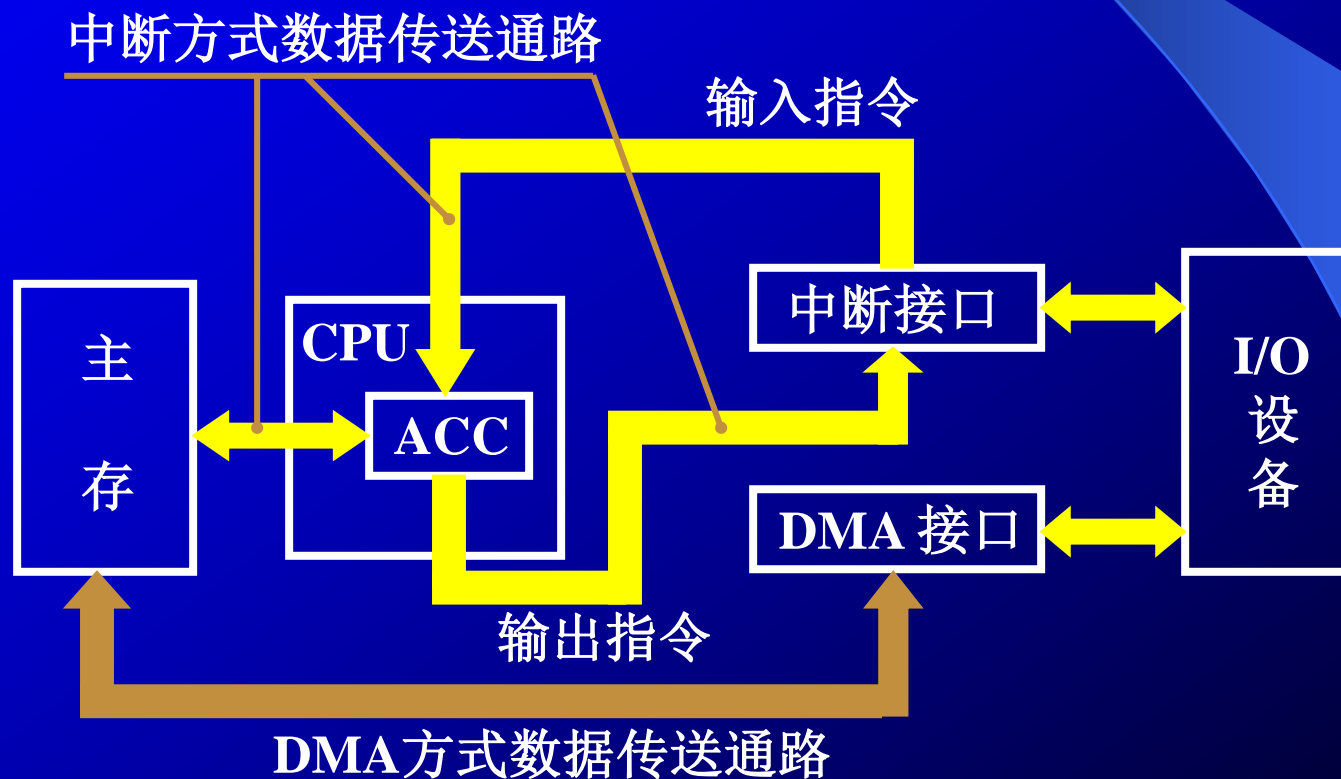 中断方式数据传送通路
输入指令
主
存
CPU
ACC
中断接口
DMA 接口
I/O
设
备
输出指令
DMA方式数据传送通路